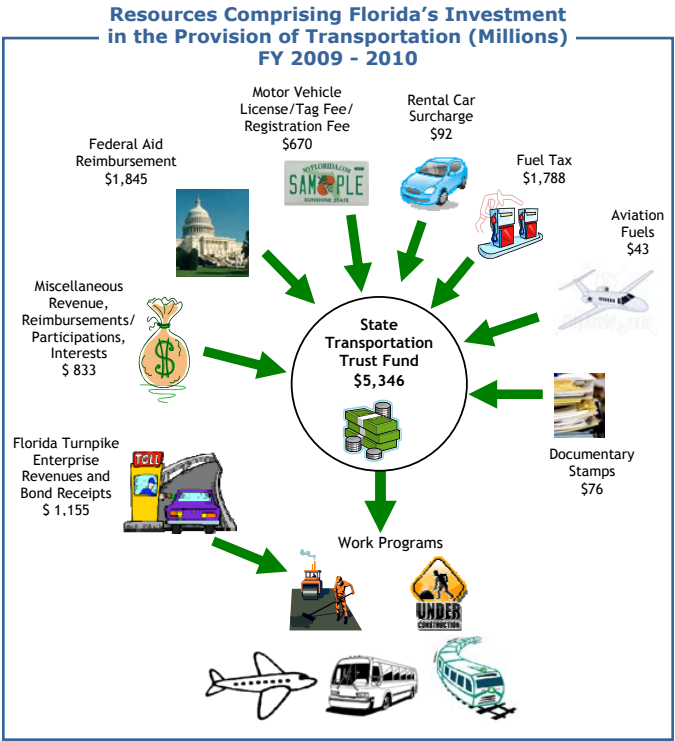 Resources Comprising Florida's Investment
in the Provision of Transportation (Millions)
FY 2009 - 2010
Motor Vehicle
License/Tag Fee/
Registration Fee
$670
Rental Car
Surcharge
$92
Federal Aid
Reimbursement
$1,845
Fuel Tax
$1,788
MYFLORIDA.COM
SAMPLE
SUNSHINE STATE
Aviation
Fuels
$43
Miscellaneous
Revenue,
Reimbursements/
Participations,
Interests
$ 833
$
State
Transportation
Trust Fund
$5,346
Florida Turnpike
Enterprise
Revenues and
Bond Receipts
$ 1,155
TOLL
Documentary
Stamps
$76
Work Programs
UNDER
CONSTRUCTION